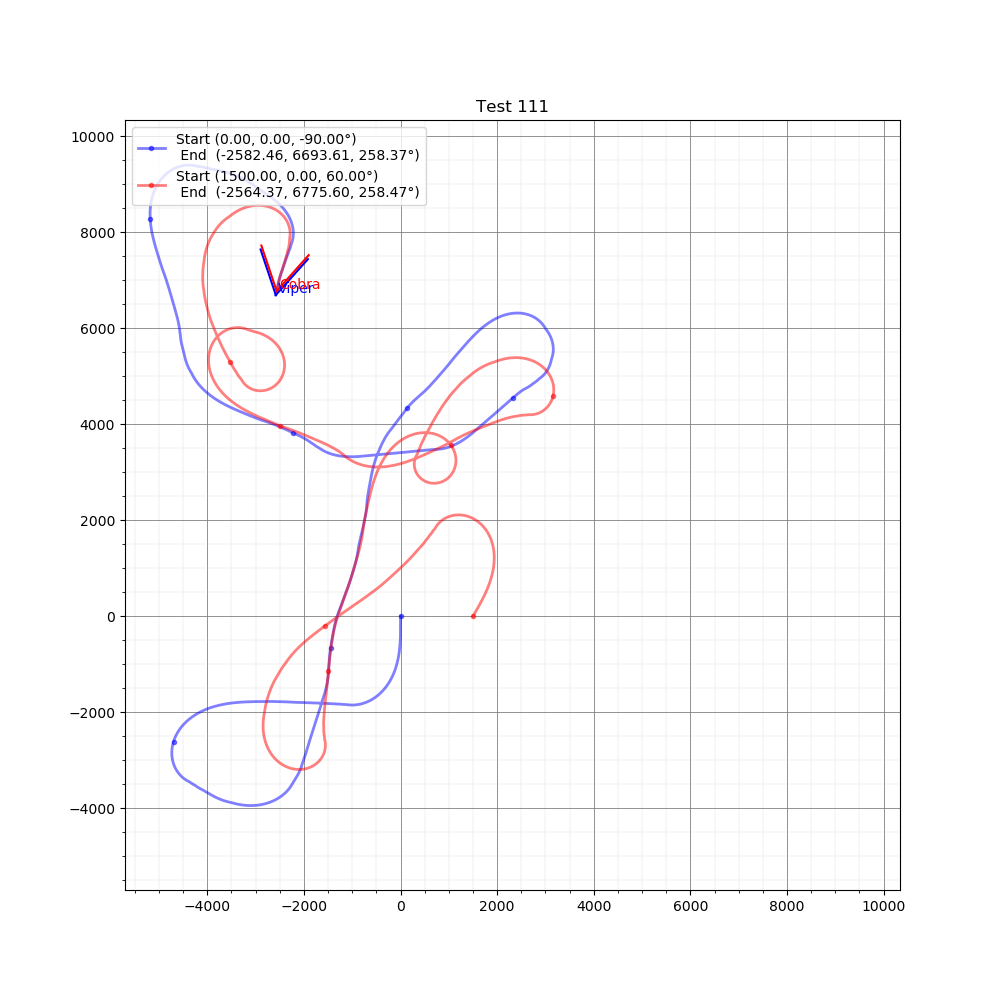 Test 111
Start (0.00, 0.00, -90.00°)
End (-2582.46, 6693.61, 258.37°)
Start (1500.00, 0.00, 60.00°)
End (-2564.37, 6775.60, 258.47°)
10000
8000
6000
4000
2000
0
−2000
−4000
Cobra
Viper
−4000 −2000 0 2000 4000 6000 8000 10000